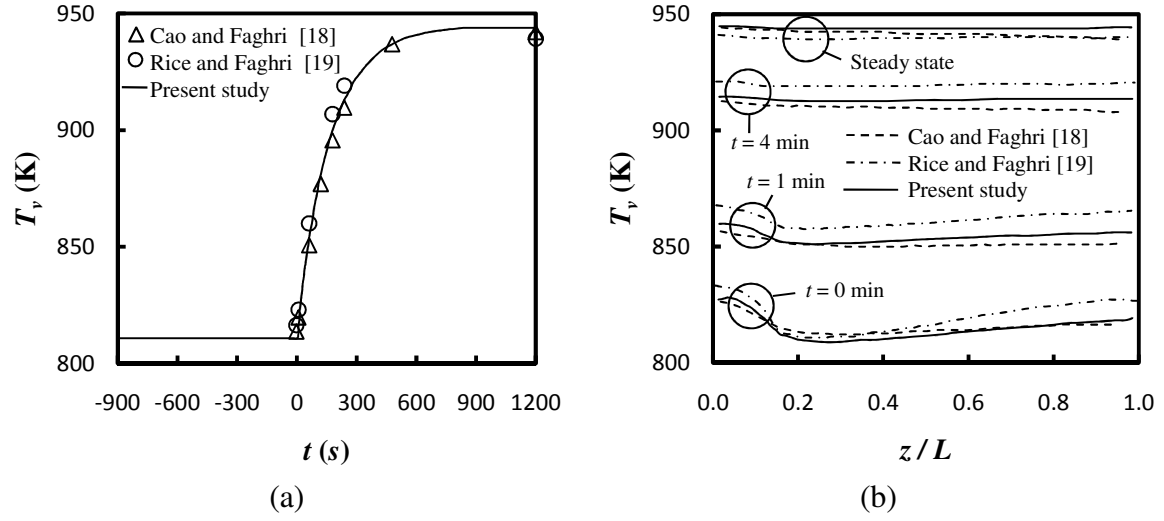 950
900
850
800
T_v (K)
Cao and Faghri [18]
Rice and Faghri [19]
Present study
-900 -600 -300 0 300 600 900 1200
t (s)
(a)
950
900
850
800
T_v (K)
Steady state
t = 4 min
Cao and Faghri [18]
Rice and Faghri [19]
Present study
t = 1 min
t = 0 min
0.0 0.2 0.4 0.6 0.8 1.0
z / L
(b)